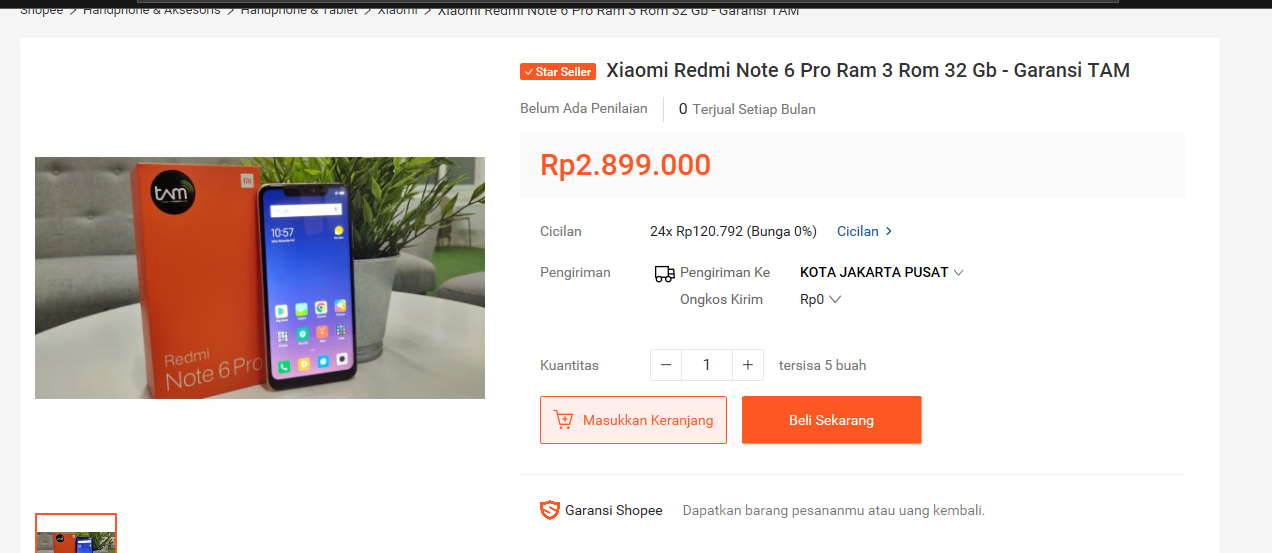 Shopee > Handphone & Aksesoris > Handphone & Tablet > Xiaomi > Xiaomi Redmi Note 6 Pro Ram 3 Rom 32 Gb - Garansi TAM
Star Seller Xiaomi Redmi Note 6 Pro Ram 3 Rom 32 Gb - Garansi TAM
Belum Ada Penilaian 0 Terjual Setiap Bulan
Rp2.899.000
Cicilan 24x Rp120.792 (Bunga 0%) Cicilan >
Pengiriman Pengiriman Ke KOTA JAKARTA PUSAT
Ongkos Kirim Rp0
Kuantitas − 1 + tersisa 5 buah
Masukkan Keranjang Beli Sekarang
Garansi Shopee Dapatkan barang pesananmu atau uang kembali.
tam
mi
10:57
Redmi
Note 6 Pro